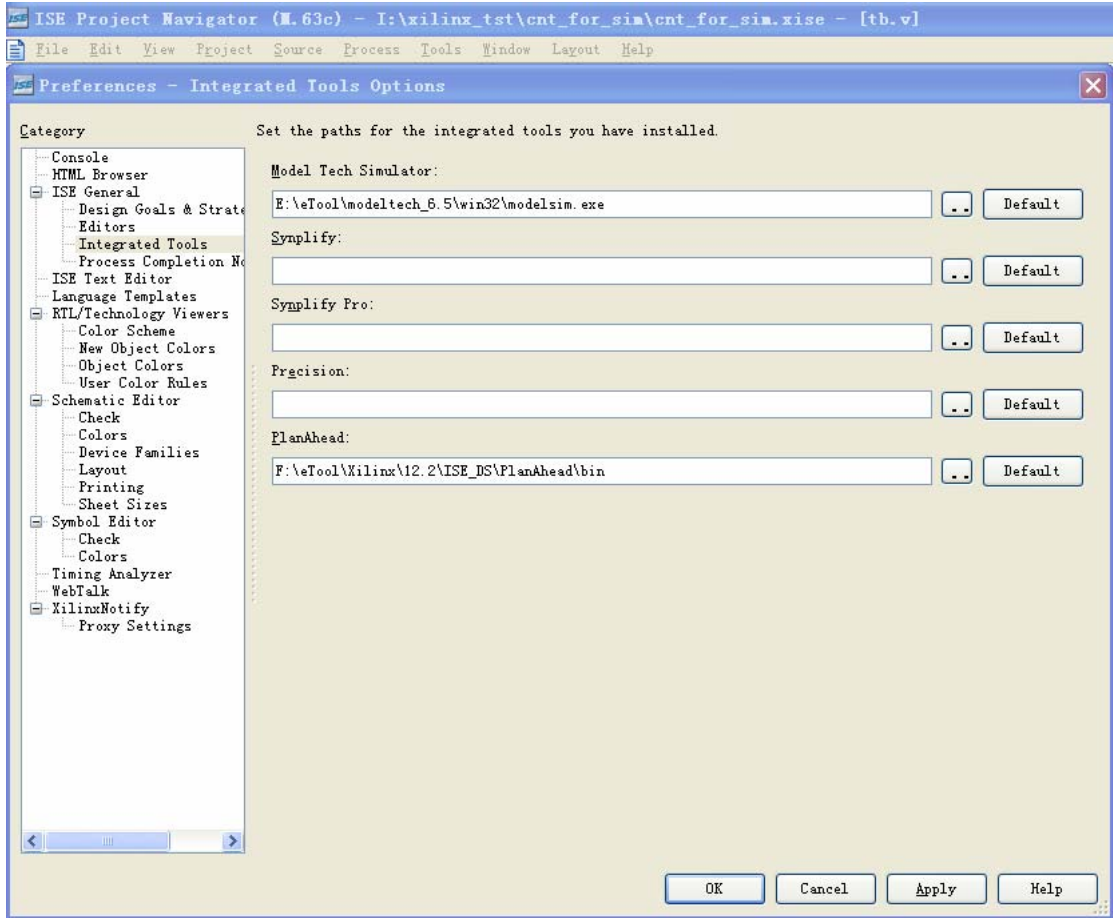 ISE Project Navigator (M.63c) - I:\xilinx_tst\cnt_for_sim\cnt_for_sim.xise - [tb.v]
File Edit View Project Source Process Tools Window Layout Help
Preferences - Integrated Tools Options
Category
Console
HTML Browser
ISE General
Design Goals & Strate
Editors
Integrated Tools
Process Completion No
ISE Text Editor
Language Templates
RTL/Technology Viewers
Color Scheme
New Object Colors
Object Colors
User Color Rules
Schematic Editor
Check
Colors
Device Families
Layout
Printing
Sheet Sizes
Symbol Editor
Check
Colors
Timing Analyzer
WebTalk
XilinxNotify
Proxy Settings
Set the paths for the integrated tools you have installed.
Model Tech Simulator:
E:\eTool\modeltech_6.5\win32\modelsim.exe .. Default
Synplify:
.. Default
Synplify Pro:
.. Default
Precision:
.. Default
PlanAhead:
F:\eTool\Xilinx\12.2\ISE_DS\PlanAhead\bin .. Default
OK Cancel Apply Help